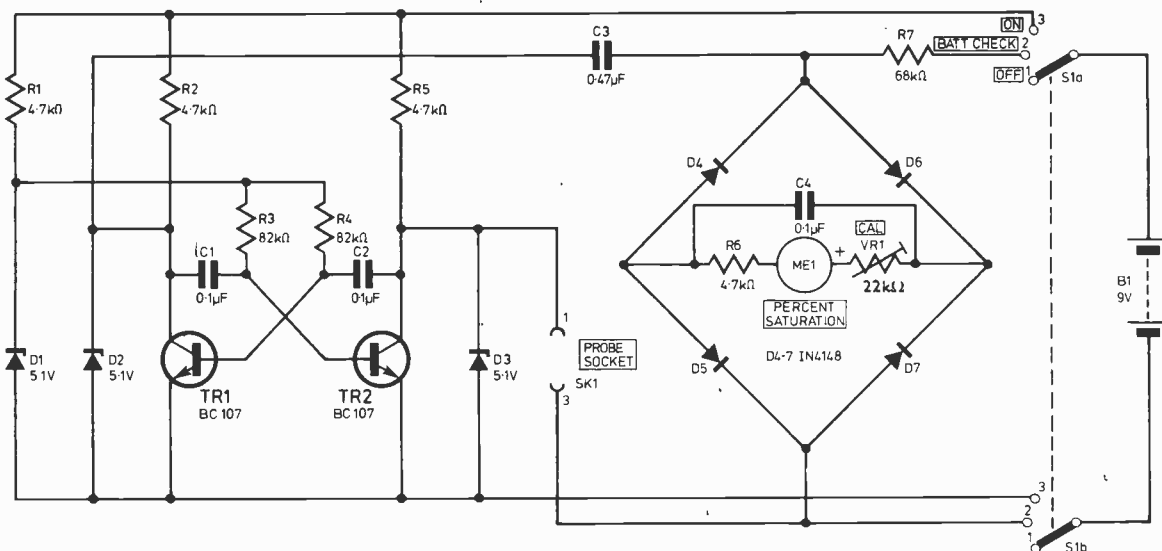 ON
3
BATT CHECK
2
OFF
1
S1a
R7
68kΩ
C3
0·47µF
R1
4·7kΩ
R2
4·7kΩ
R5
4·7kΩ
D4
D6
C4
0·1µF
R3
82kΩ
R4
82kΩ
C1
0·1µF
C2
0·1µF
R6
4·7kΩ
ME1
+
CAL
VR1
22kΩ
B1
9V
PERCENT
SATURATION
1
PROBE
SOCKET
SK1
3
D1
5·1V
D2
5·1V
D3
5·1V
TR1
BC 107
TR2
BC 107
D5
D7
D4-7 IN4148
3
2
1
S1b